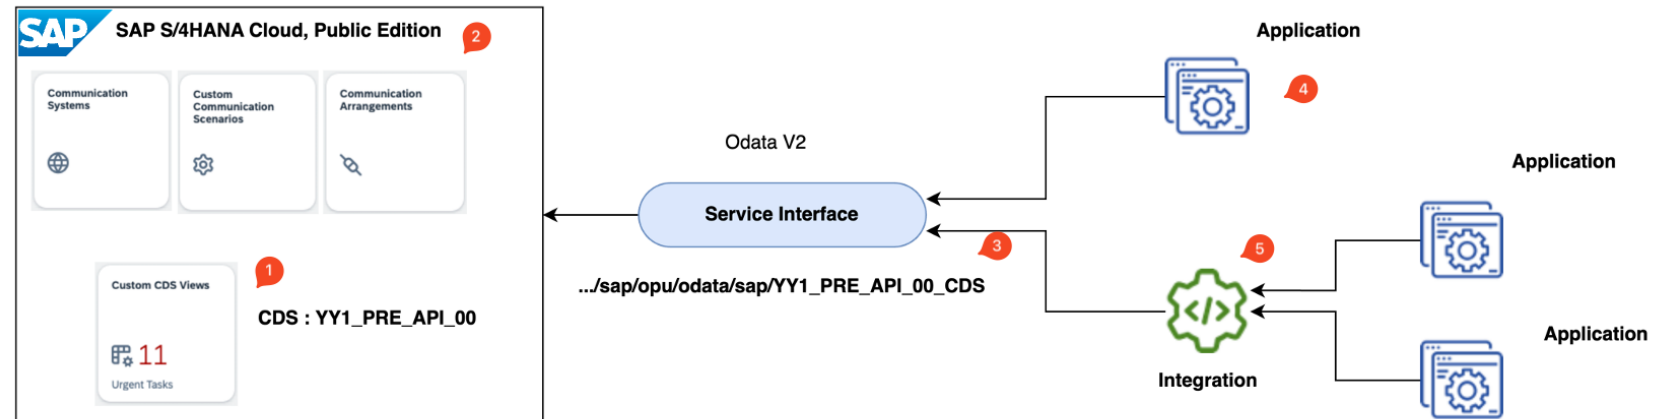 SAP
SAP S/4HANA Cloud, Public Edition
2
Communication
Systems
Custom
Communication
Scenarios
Communication
Arrangements
1
Custom CDS Views
11
Urgent Tasks
CDS : YY1_PRE_API_00
Odata V2
Service Interface
3
.../sap/opu/odata/sap/YY1_PRE_API_00_CDS
Application
4
Application
5
Integration
Application